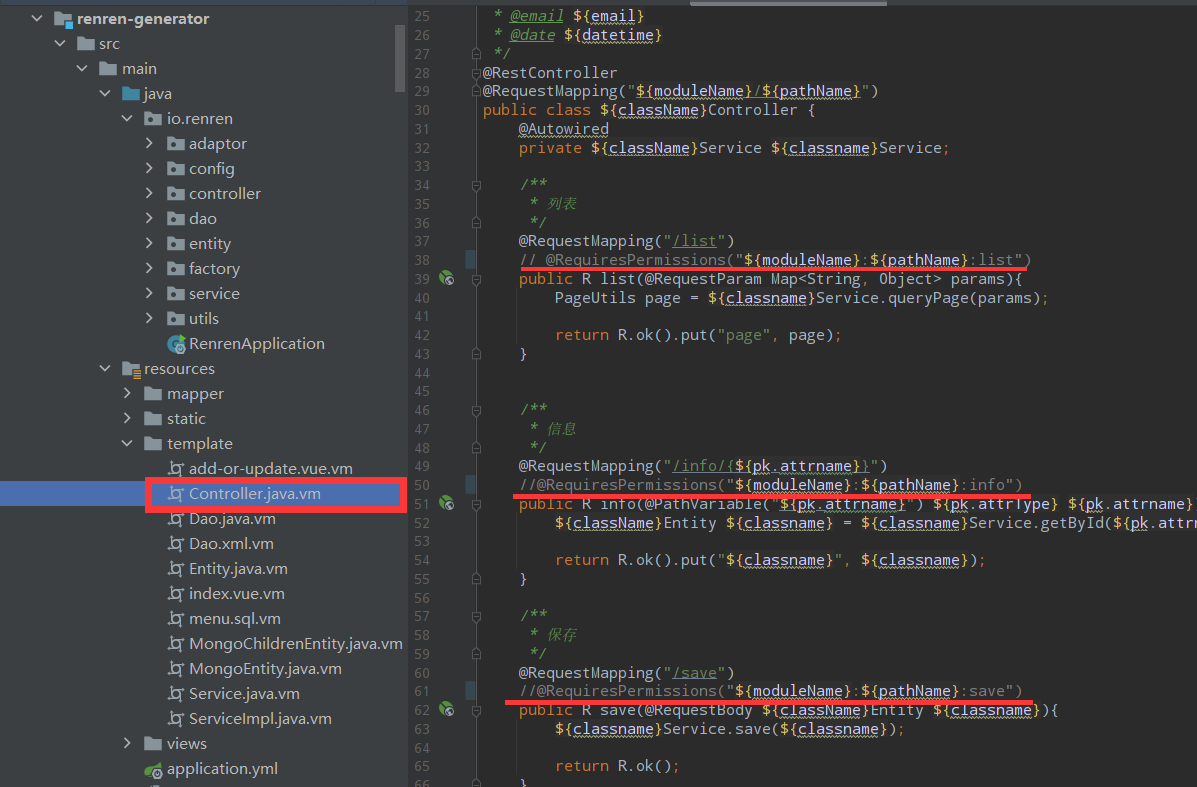 renren-generator
src
main
java
io.renren
adaptor
config
controller
dao
entity
factory
service
utils
RenrenApplication
resources
mapper
static
template
add-or-update.vue.vm
Controller.java.vm
Dao.java.vm
Dao.xml.vm
Entity.java.vm
index.vue.vm
menu.sql.vm
MongoChildrenEntity.java.vm
MongoEntity.java.vm
Service.java.vm
ServiceImpl.java.vm
views
application.yml
25 * @email ${email}
26 * @date ${datetime}
27 */
28 @RestController
29 @RequestMapping("${moduleName}/${pathName}")
30 public class ${className}Controller {
31 @Autowired
32 private ${className}Service ${classname}Service;
33
34 /**
35 * 列表
36 */
37 @RequestMapping("/list")
38 // @RequiresPermissions("${moduleName}:${pathName}:list")
39 public R list(@RequestParam Map<String, Object> params){
40 PageUtils page = ${classname}Service.queryPage(params);
41
42 return R.ok().put("page", page);
43 }
44
45
46 /**
47 * 信息
48 */
49 @RequestMapping("/info/{${pk.attrname}}")
50 //@RequiresPermissions("${moduleName}:${pathName}:info")
51 public R info(@PathVariable("${pk.attrname}") ${pk.attrType} ${pk.attrname})
52 ${className}Entity ${classname} = ${className}Service.getById(${pk.attrn
53
54 return R.ok().put("${classname}", ${classname});
55 }
56
57 /**
58 * 保存
59 */
60 @RequestMapping("/save")
61 //@RequiresPermissions("${moduleName}:${pathName}:save")
62 public R save(@RequestBody ${className}Entity ${classname}){
63 ${classname}Service.save(${classname});
64
65 return R.ok();
66 }